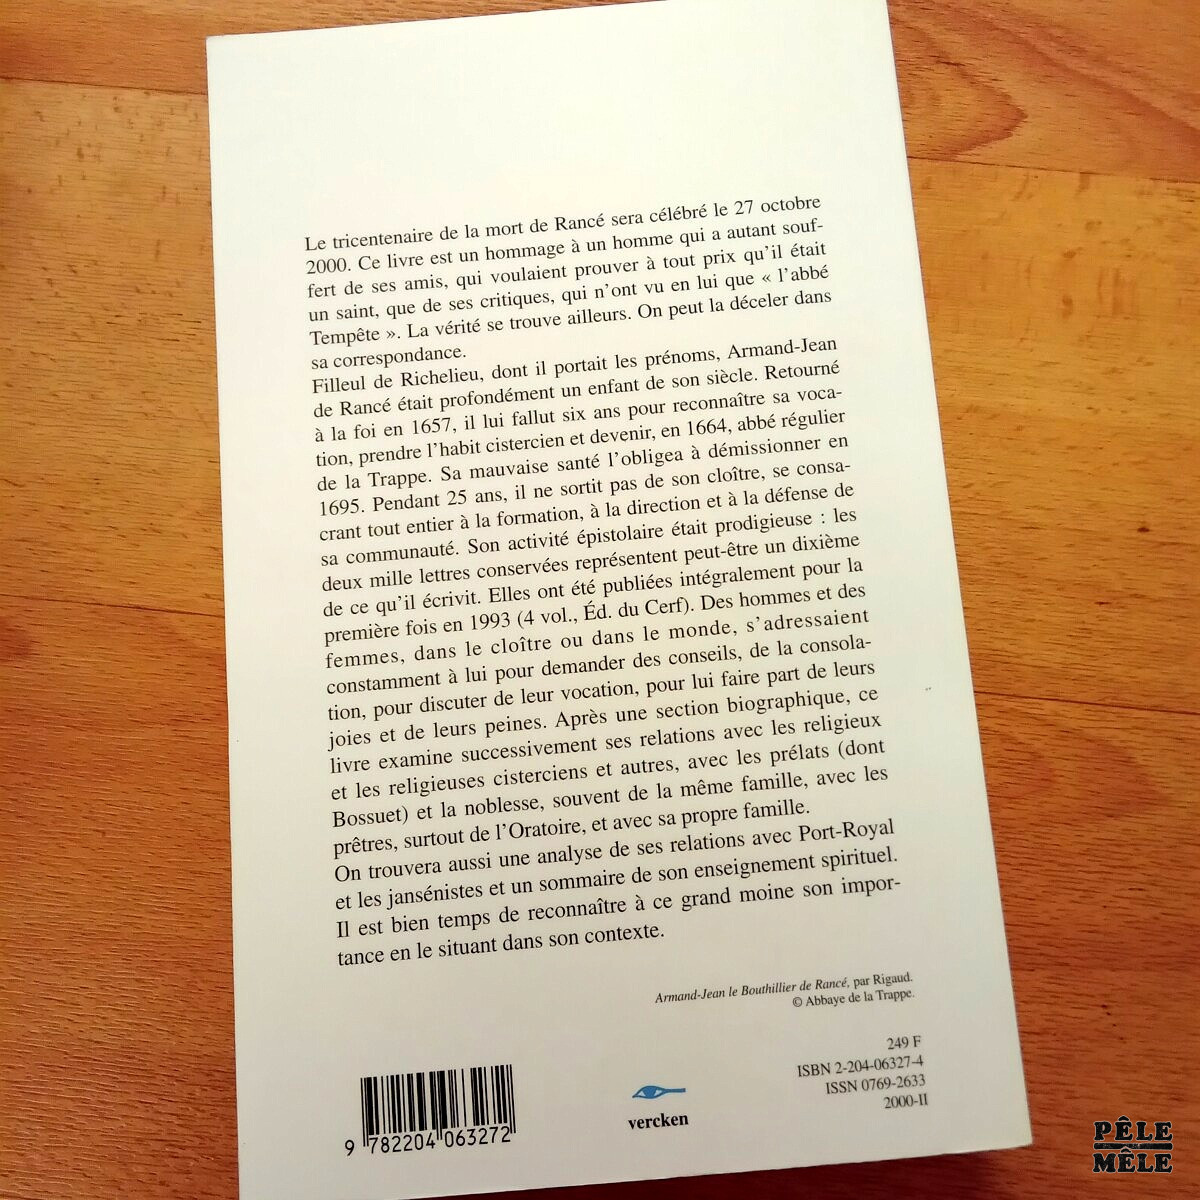 Le tricentenaire de la mort de Rancé sera célébré le 27 octobre
2000. Ce livre est un hommage à un homme qui a autant souf-
fert de ses amis, qui voulaient prouver à tout prix qu'il était
un saint, que de ses critiques, qui n'ont vu en lui que « l'abbé
Tempête ». La vérité se trouve ailleurs. On peut la déceler dans
sa correspondance.
Filleul de Richelieu, dont il portait les prénoms, Armand-Jean
de Rancé était profondément un enfant de son siècle. Retourné
à la foi en 1657, il lui fallut six ans pour reconnaître sa voca-
tion, prendre l'habit cistercien et devenir, en 1664, abbé régulier
de la Trappe. Sa mauvaise santé l'obligea à démissionner en
1695. Pendant 25 ans, il ne sortit pas de son cloître, se consa-
crant tout entier à la formation, à la direction et à la défense de
sa communauté. Son activité épistolaire était prodigieuse : les
deux mille lettres conservées représentent peut-être un dixième
de ce qu'il écrivit. Elles ont été publiées intégralement pour la
première fois en 1993 (4 vol., Éd. du Cerf). Des hommes et des
femmes, dans le cloître ou dans le monde, s'adressaient
constamment à lui pour demander des conseils, de la consola-
tion, pour discuter de leur vocation, pour lui faire part de leurs
joies et de leurs peines. Après une section biographique, ce
livre examine successivement ses relations avec les religieux
et les religieuses cisterciens et autres, avec les prélats (dont
Bossuet) et la noblesse, souvent de la même famille, avec les
prêtres, surtout de l'Oratoire, et avec sa propre famille.
On trouvera aussi une analyse de ses relations avec Port-Royal
et les jansénistes et un sommaire de son enseignement spirituel.
Il est bien temps de reconnaître à ce grand moine son impor-
tance en le situant dans son contexte.
Armand-Jean le Bouthillier de Rancé, par Rigaud.
© Abbaye de la Trappe.
249 F
ISBN 2-204-06327-4
ISSN 0769-2633
2000-II
vercken
9 782204 063272
PÊLE
MÊLE